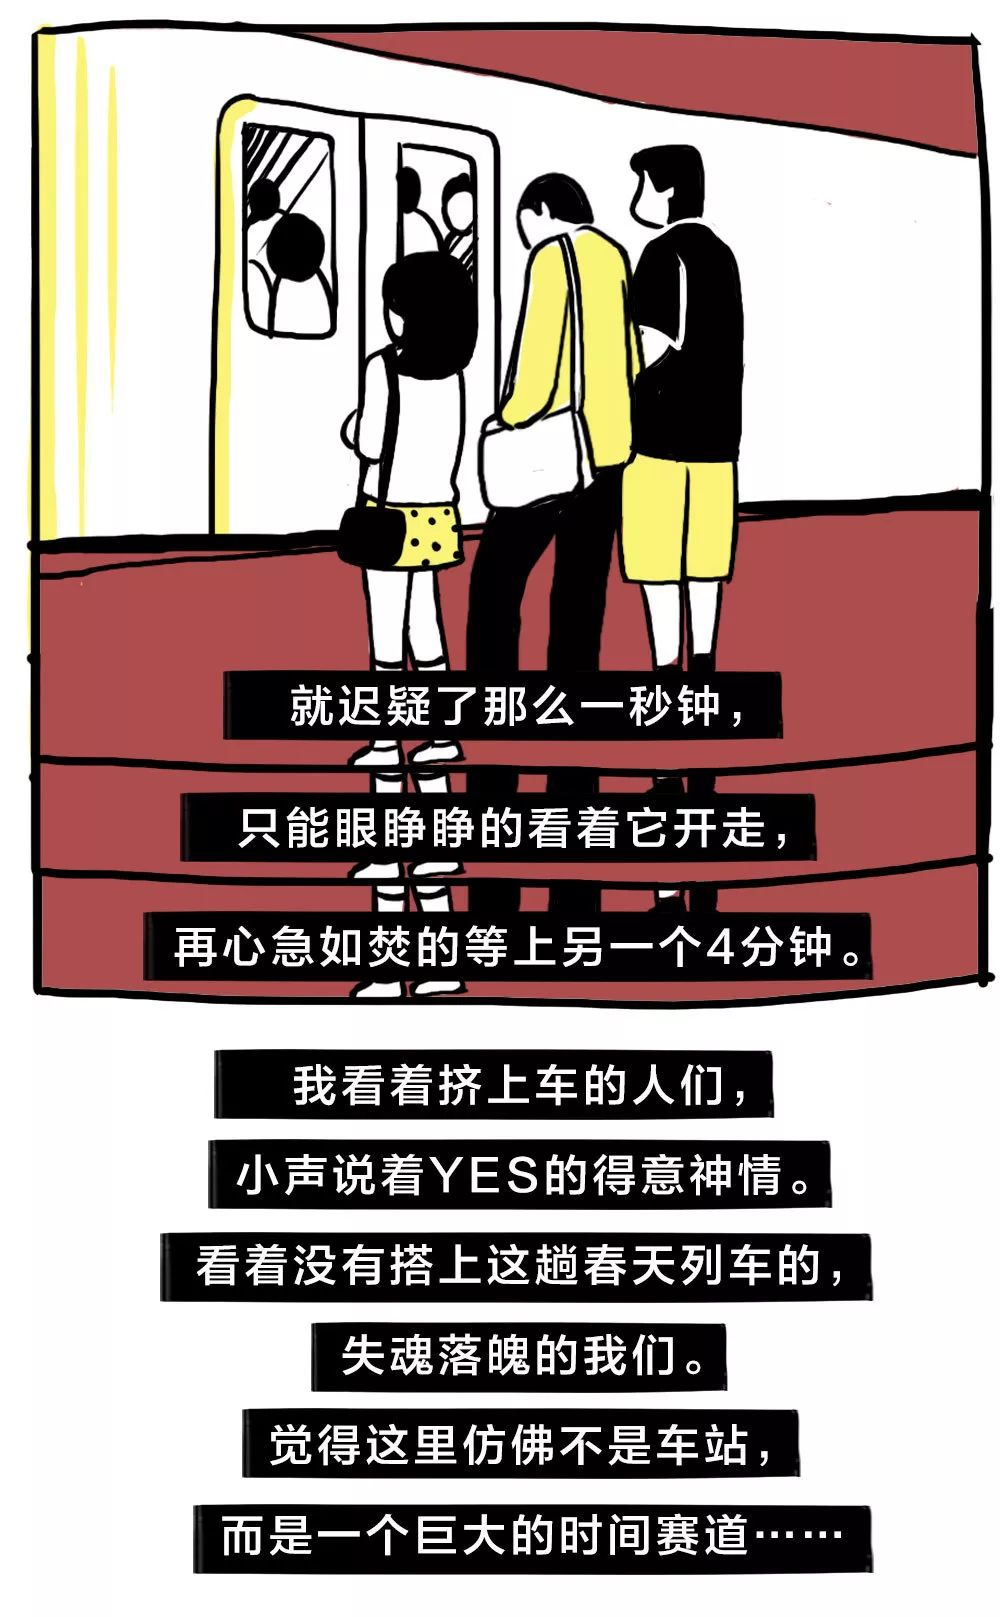 就迟疑了那么一秒钟，
只能眼睁睁的看着它开走，
再心急如焚的等上另一个4分钟。
我看着挤上车的人们，
小声说着YES的得意神情。
看着没有搭上这趟春天列车的，
失魂落魄的我们。
觉得这里仿佛不是车站，
而是一个巨大的时间赛道……